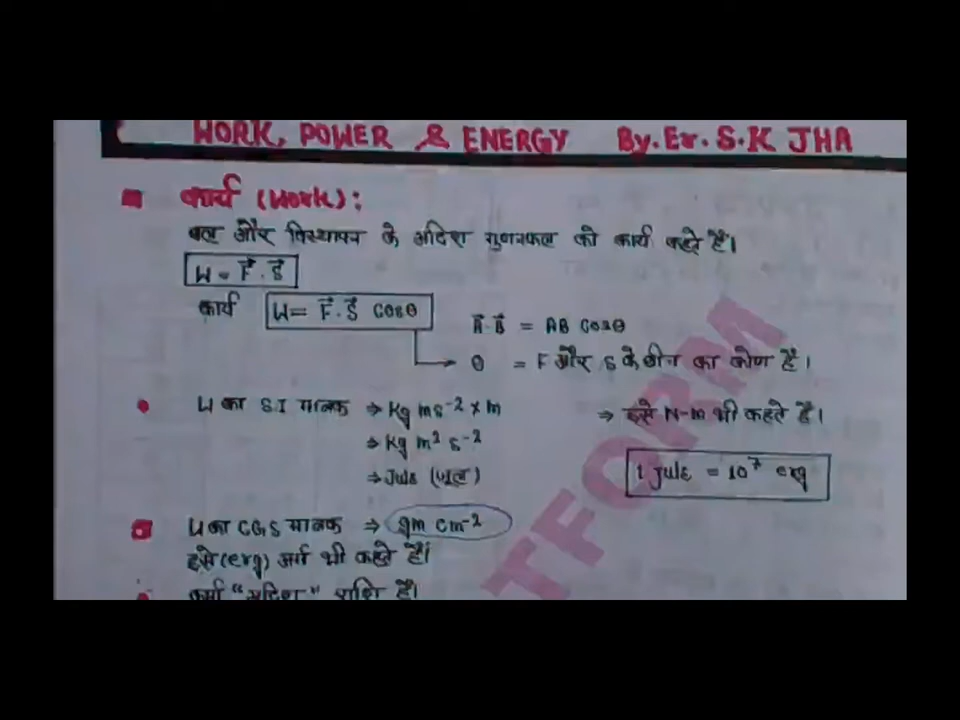 WORK, POWER & ENERGY By. Er. S.K JHA
कार्य (Work):
बल और विस्थापन के अदिश गुणनफल को कार्य कहते है।
W = F⃗.S⃗
कार्य W = F⃗.S⃗ Cosθ
A⃗.B⃗ = AB Cosθ
θ = F और S के बीच का कोण है।
W का S.I मात्रक ⇒ Kg ms⁻² × m ⇒ इसे N-m भी कहते है।
⇒ Kg m² s⁻²
⇒ Jule (जूल) 1 Jule = 10⁷ erg
W का CGS मात्रक ⇒ gm cm⁻²
इसे (erg) अर्ग भी कहते है।
"अदिश" राशि है।
TFORM